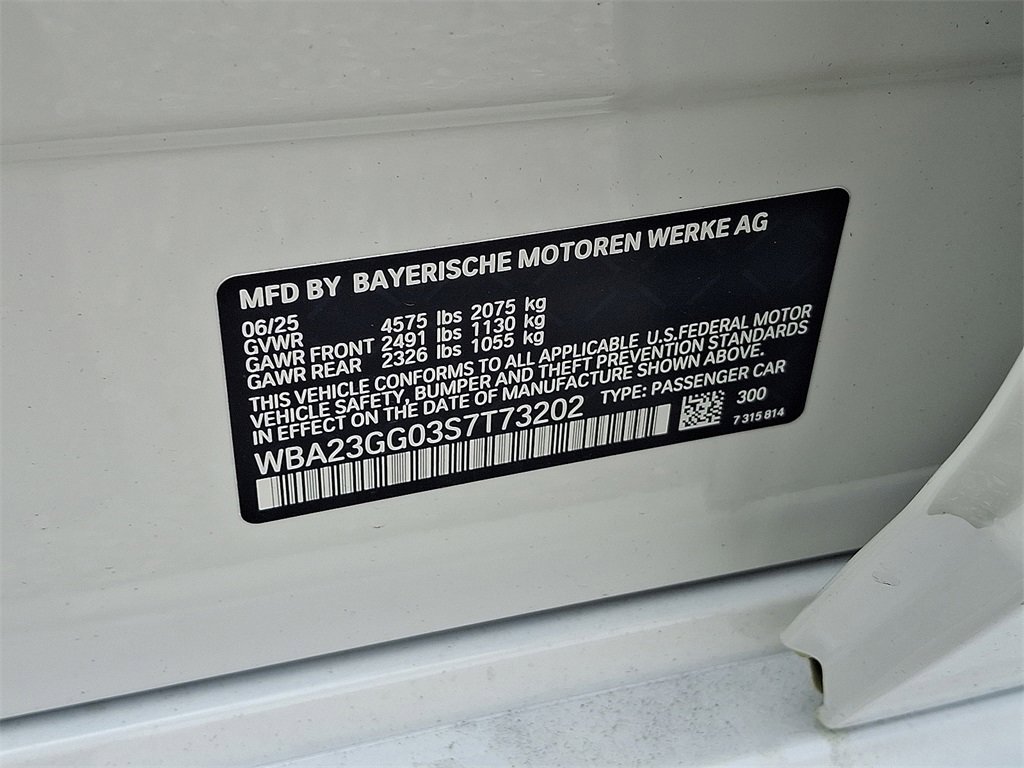 MFD BY BAYERISCHE MOTOREN WERKE AG
06/25
GVWR 4575 lbs 2075 kg
GAWR FRONT 2491 lbs 1130 kg
GAWR REAR 2326 lbs 1055 kg
THIS VEHICLE CONFORMS TO ALL APPLICABLE U.S.FEDERAL MOTOR
VEHICLE SAFETY, BUMPER AND THEFT PREVENTION STANDARDS
IN EFFECT ON THE DATE OF MANUFACTURE SHOWN ABOVE.
WBA23GG03S7T73202 TYPE: PASSENGER CAR
300
7 315 814